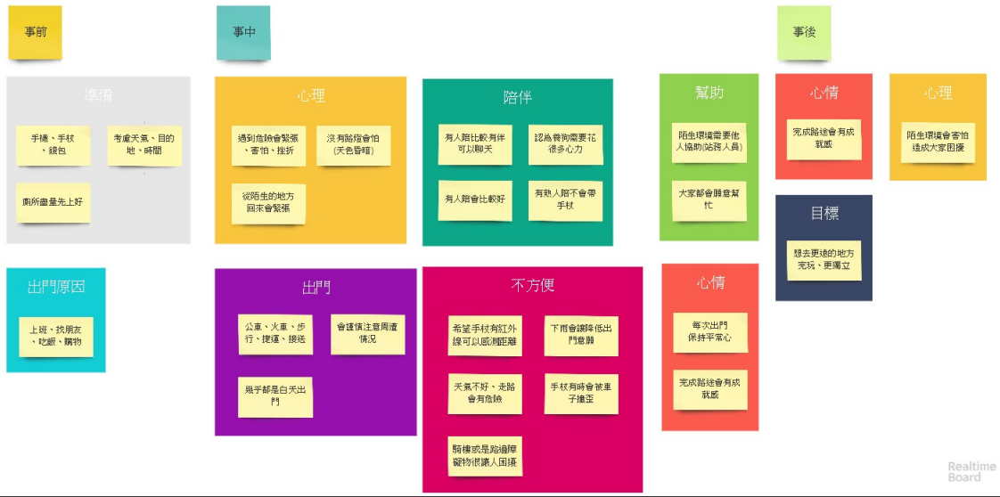 事前
事中
事後
準備
手機、手杖
、錢包
考慮天氣、目的
地、時間
廁所盡量先上好
出門原因
上班、找朋友
、吃飯、購物
心理
遇到危險會緊張
、害怕、挫折
沒有路燈會怕
(天色昏暗)
從陌生的地方
回來會緊張
出門
公車、火車、步
行、捷運、接送
會謹慎注意周遭
情況
幾乎都是白天出
門
陪伴
有人陪比較有伴
可以聊天
認為養狗需要花
很多心力
有人陪會比較好
有熟人陪不會帶
手杖
不方便
希望手杖有紅外
線可以感測距離
下雨會讓降低出
門意願
天氣不好、走路
會有危險
手杖有時會被車
子撞歪
騎樓或是路邊障
礙物很讓人困擾
幫助
陌生環境需要他
人協助(站務人員)
大家都會願意幫
忙
心情
每次出門
保持平常心
完成路途會有成
就感
心情
完成路途會有成
就感
心理
陌生環境會害怕
造成大家困擾
目標
想去更遠的地方
完玩、更獨立
Realtime
Board